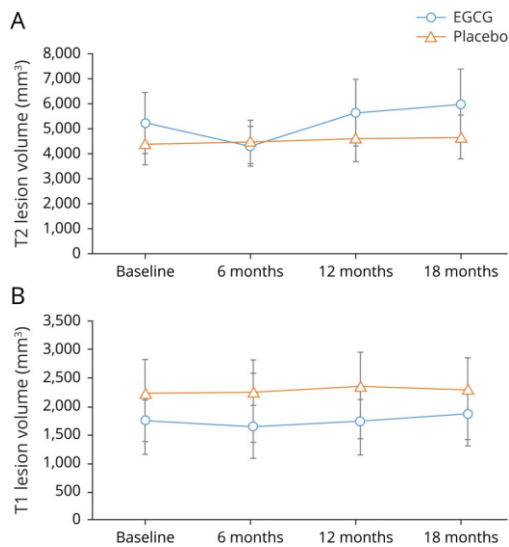 A
EGCG
Placebo
T2 lesion volume (mm³)
8,000
7,000
6,000
5,000
4,000
3,000
2,000
1,000
0
Baseline 6 months 12 months 18 months
B
T1 lesion volume (mm³)
3,500
3,000
2,500
2,000
1,500
1,000
500
0
Baseline 6 months 12 months 18 months